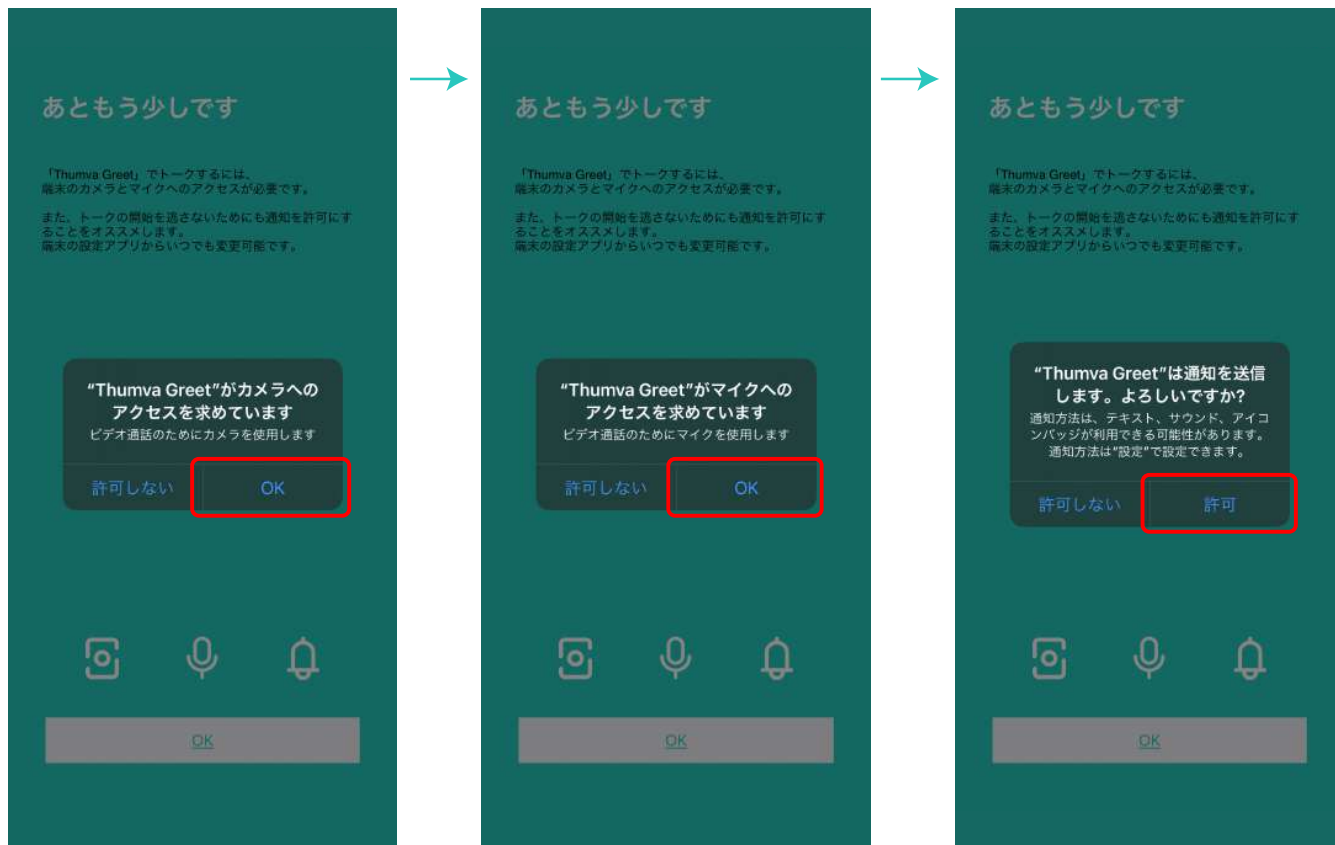 あともう少しです
「Thumva Greet」でトークするには、
端末のカメラとマイクへのアクセスが必要です。
また、トークの開始を逃さないためにも通知を許可にす
ることをオススメします。
端末の設定アプリからいつでも変更可能です。
“Thumva Greet”がカメラへの
アクセスを求めています
ビデオ通話のためにカメラを使用します
許可しない
OK
OK
あともう少しです
「Thumva Greet」でトークするには、
端末のカメラとマイクへのアクセスが必要です。
また、トークの開始を逃さないためにも通知を許可にす
ることをオススメします。
端末の設定アプリからいつでも変更可能です。
“Thumva Greet”がマイクへの
アクセスを求めています
ビデオ通話のためにマイクを使用します
許可しない
OK
OK
あともう少しです
「Thumva Greet」でトークするには、
端末のカメラとマイクへのアクセスが必要です。
また、トークの開始を逃さないためにも通知を許可にす
ることをオススメします。
端末の設定アプリからいつでも変更可能です。
“Thumva Greet”は通知を送信
します。よろしいですか?
通知方法は、テキスト、サウンド、アイコ
ンバッジが利用できる可能性があります。
通知方法は“設定”で設定できます。
許可しない
許可
OK